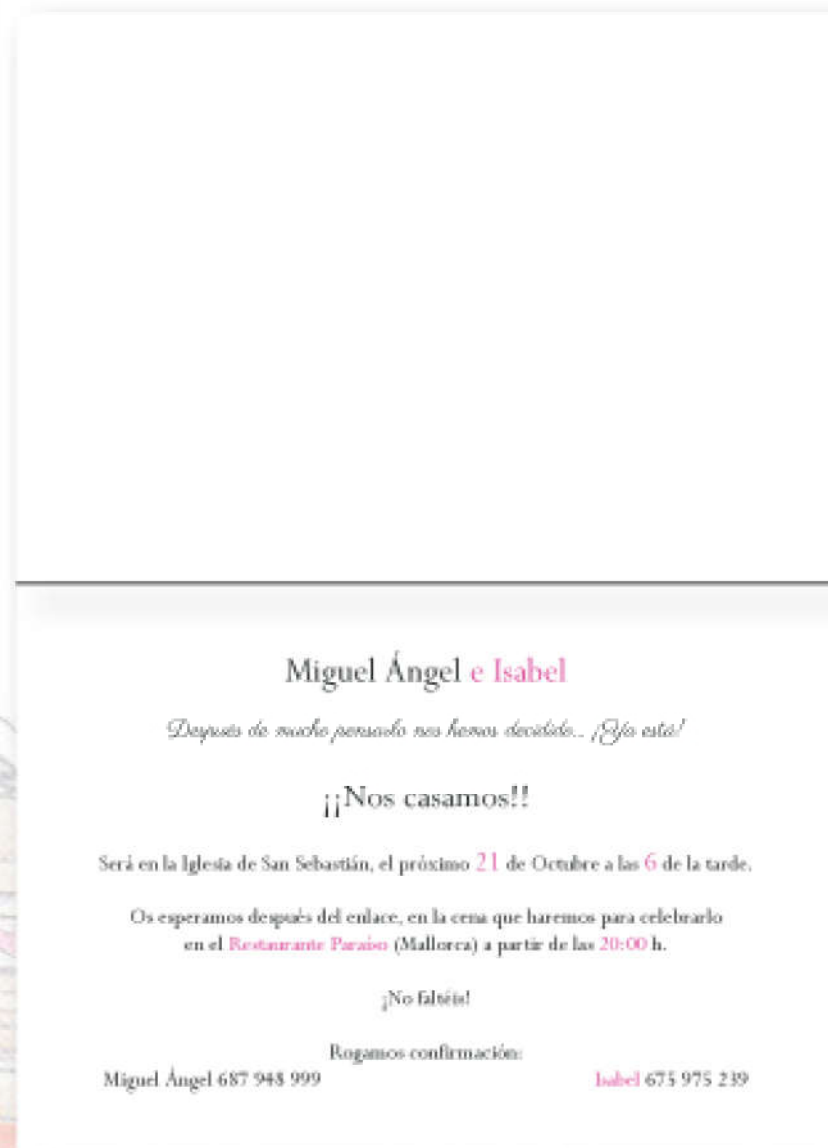 Miguel Ángel e Isabel
Después de mucho pensarlo nos hemos decidido... ¡Ya está!
¡¡Nos casamos!!
Será en la Iglesia de San Sebastián, el próximo 21 de Octubre a las 6 de la tarde.
Os esperamos después del enlace, en la cena que haremos para celebrarlo
en el Restaurante Paraíso (Mallorca) a partir de las 20:00 h.
¡No faltéis!
Rogamos confirmación:
Miguel Ángel 687 948 999 Isabel 675 975 239